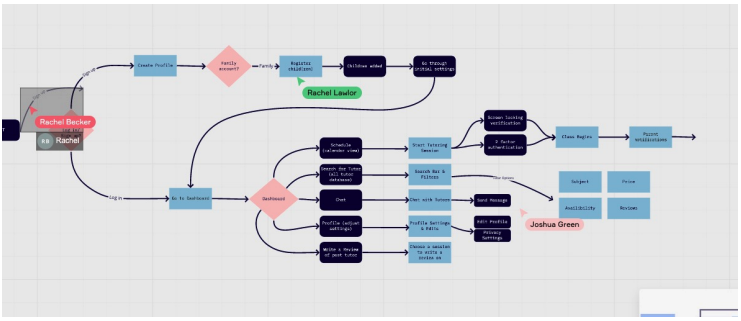 Sign up
Create Profile
Family
account?
Family
Register
child(ren)
Children added
Go through
initial settings
Rachel Lawlor
Rachel Becker
Log in/
RB Rachel
Log in
Go To Dashboard
Dashboard
Schedule
(calendar view)
Start Tutoring
Session
Screen locking
verification
2 factor
authentication
Class Begins
Parent
notifications
Search for Tutor
(all tutor
database)
Search Bar &
Filters
Subject
Price
Availibility
Reviews
Chat
Chat with Tutors
Send Message
Joshua Green
Profile (adjust
settings)
Profile Settings
& Edits
Edit Profile
Privacy
Settings
Write a Review
of past tutor
Choose a session
to write a
review on